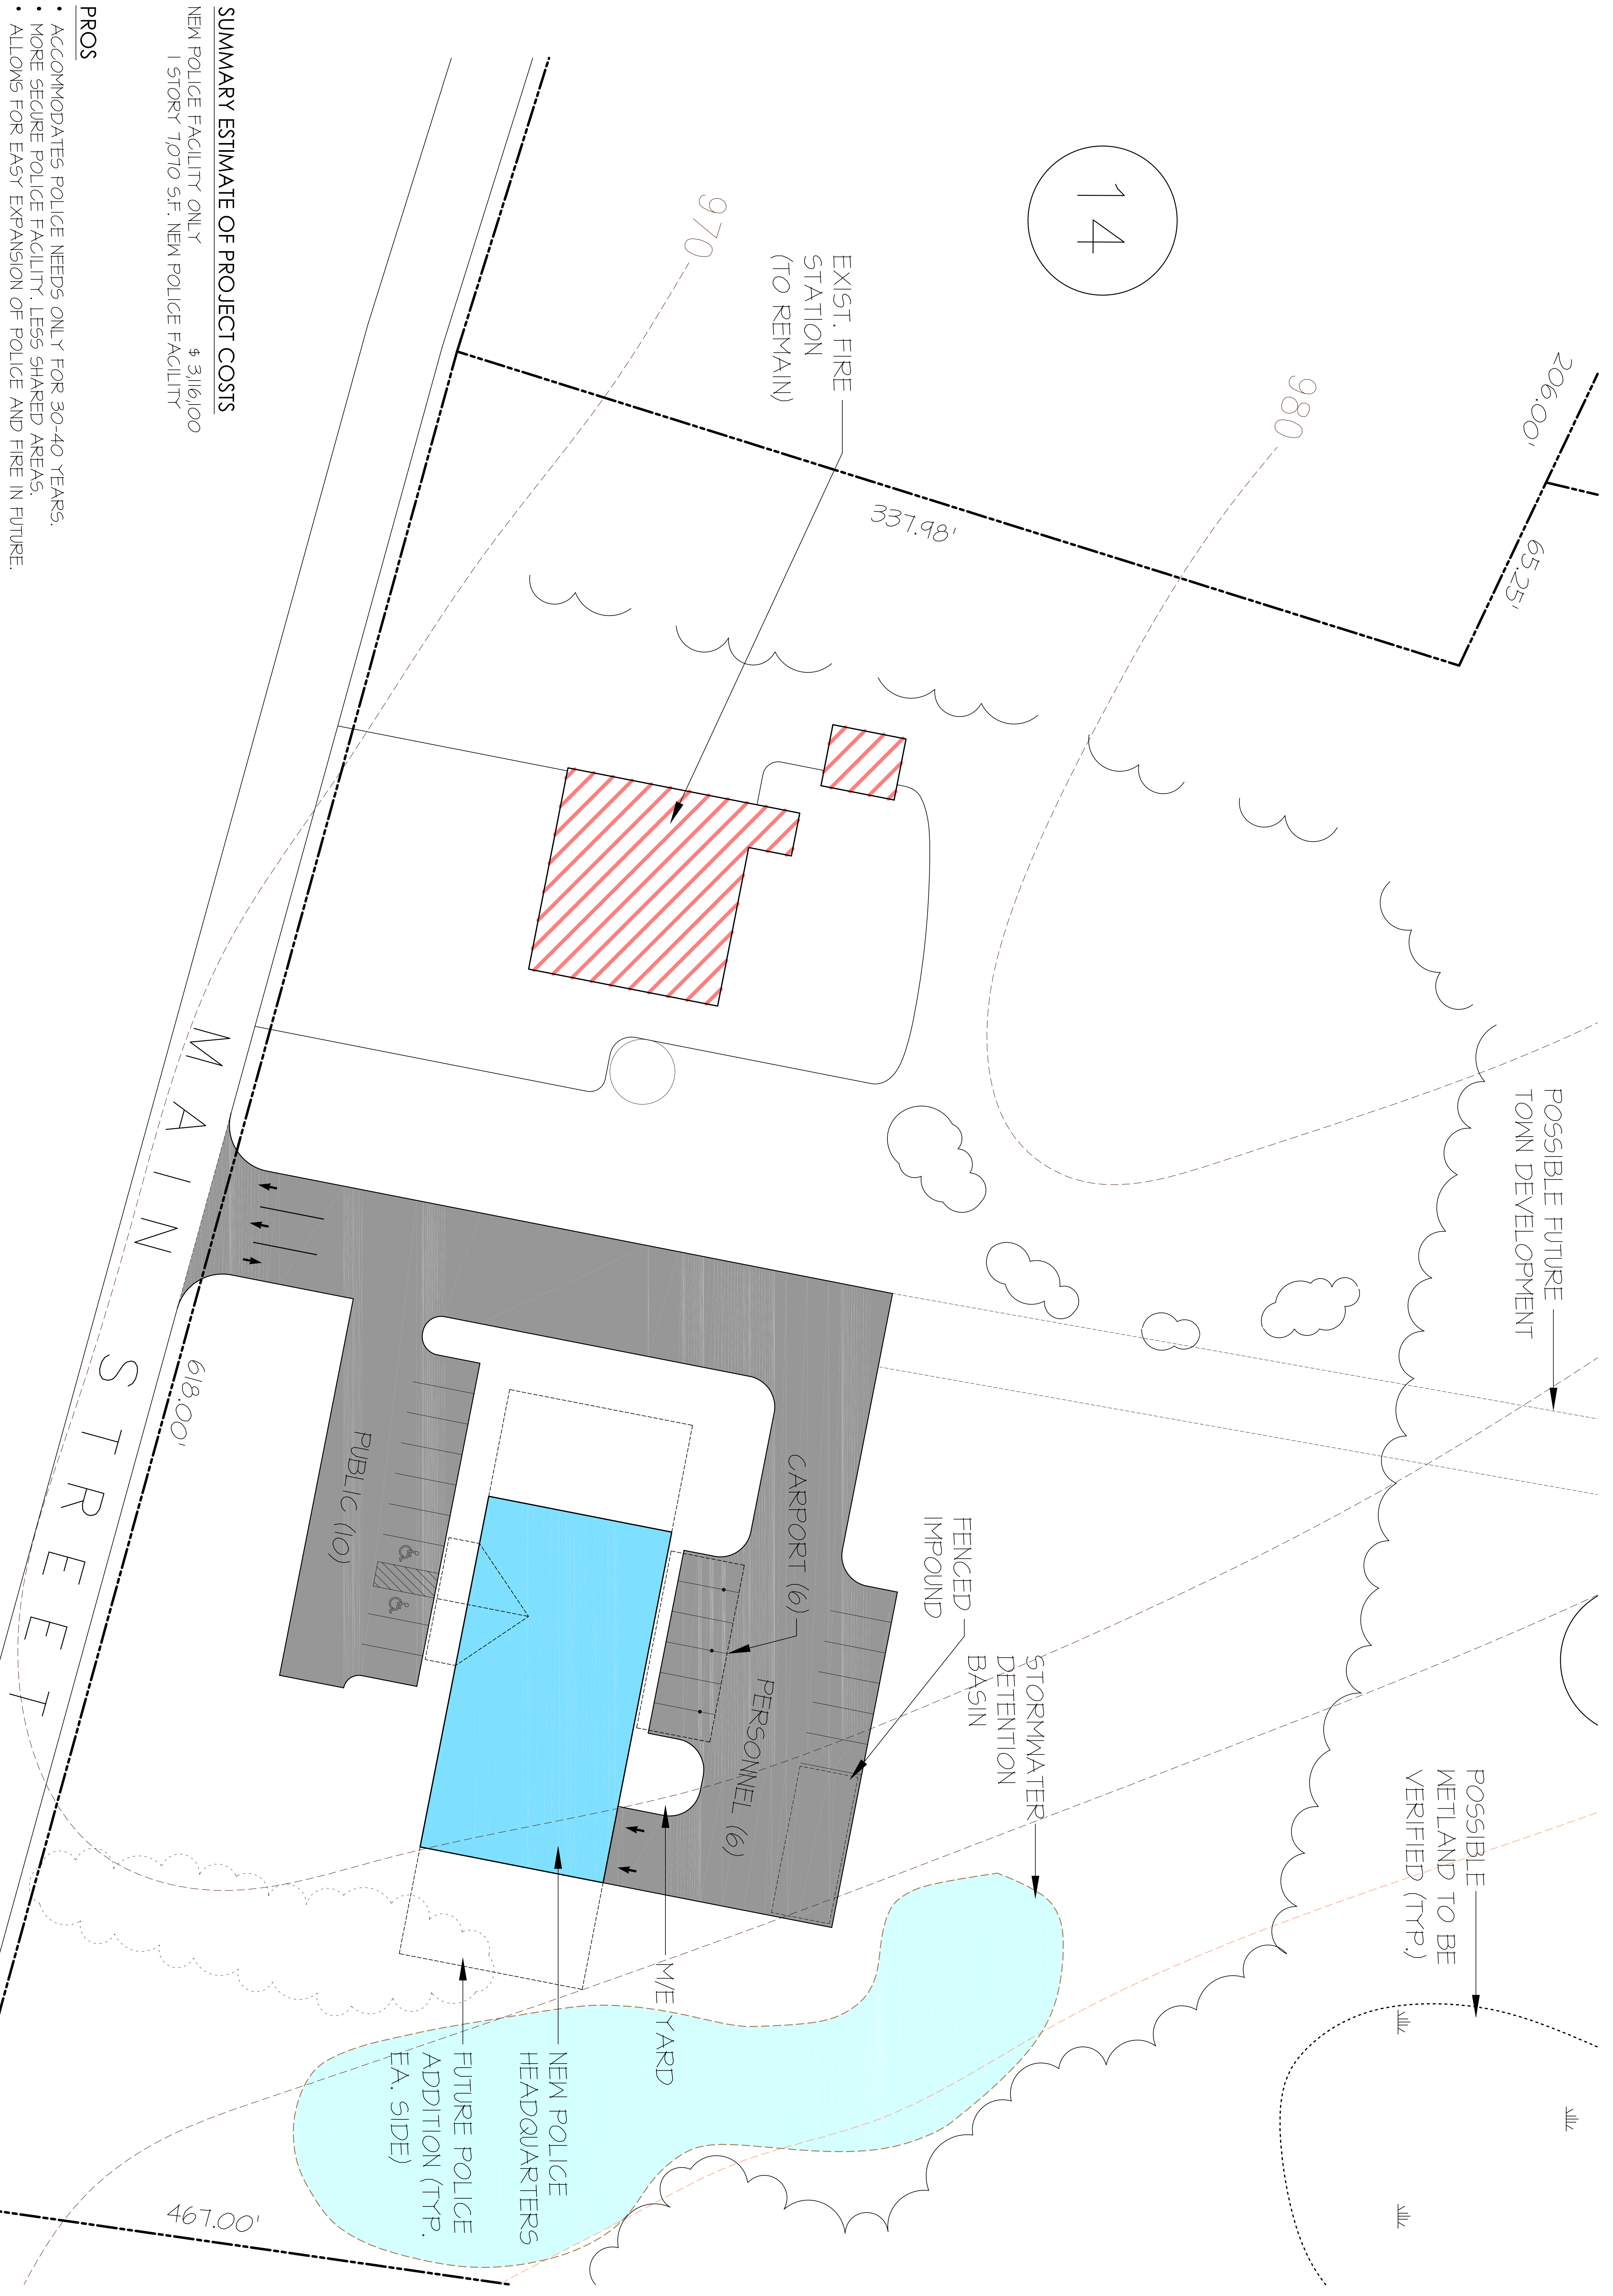 206.00'
65.25'
14
980
970
337.98'
EXIST. FIRE
STATION
(TO REMAIN)
POSSIBLE FUTURE
TOWN DEVELOPMENT
POSSIBLE
WETLAND TO BE
VERIFIED (TYP.)
FENCED
IMPOUND
STORMWATER
DETENTION
BASIN
CARPORT (6)
PERSONNEL (6)
M/E YARD
NEW POLICE
HEADQUARTERS
FUTURE POLICE
ADDITION (TYP.
EA. SIDE)
PUBLIC (10)
618.00'
467.00'
MAIN STREET
SUMMARY ESTIMATE OF PROJECT COSTS
NEW POLICE FACILITY ONLY $ 3,116,100
1 STORY 7,070 S.F. NEW POLICE FACILITY
PROS
• ACCOMMODATES POLICE NEEDS ONLY FOR 30-40 YEARS.
• MORE SECURE POLICE FACILITY. LESS SHARED AREAS.
• ALLOWS FOR EASY EXPANSION OF POLICE AND FIRE IN FUTURE.